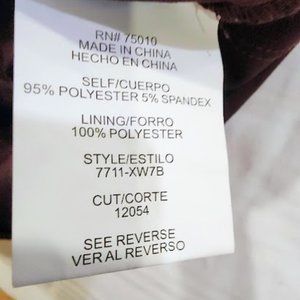 RN# 75010
MADE IN CHINA
HECHO EN CHINA
SELF/CUERPO
95% POLYESTER 5% SPANDEX
LINING/FORRO
100% POLYESTER
STYLE/ESTILO
7711-XW7B
CUT/CORTE
12054
SEE REVERSE
VER AL REVERSO